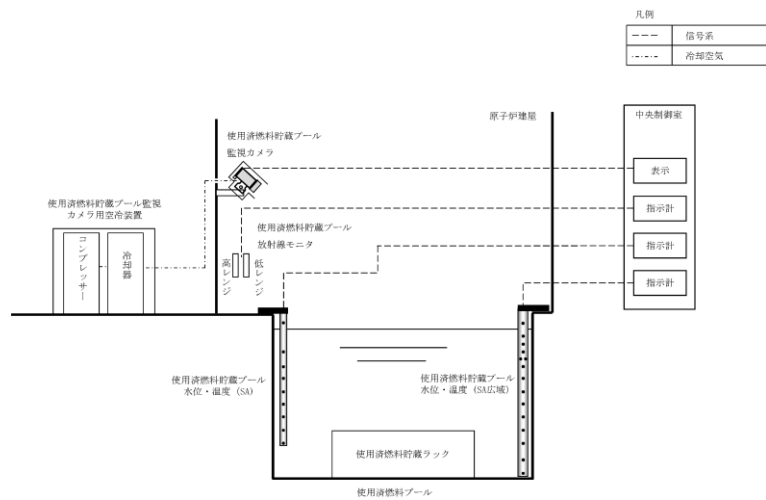 凡例
信号系
冷却空気
原子炉建屋
中央制御室
使用済燃料貯蔵プール
監視カメラ
表示
使用済燃料貯蔵プール監視
カメラ用空冷装置
指示計
コンプレッサー
冷却器
使用済燃料貯蔵プール
放射線モニタ
高レンジ
低レンジ
指示計
指示計
使用済燃料貯蔵プール
水位・温度(SA)
使用済燃料貯蔵プール
水位・温度(SA広域)
使用済燃料貯蔵ラック
使用済燃料プール